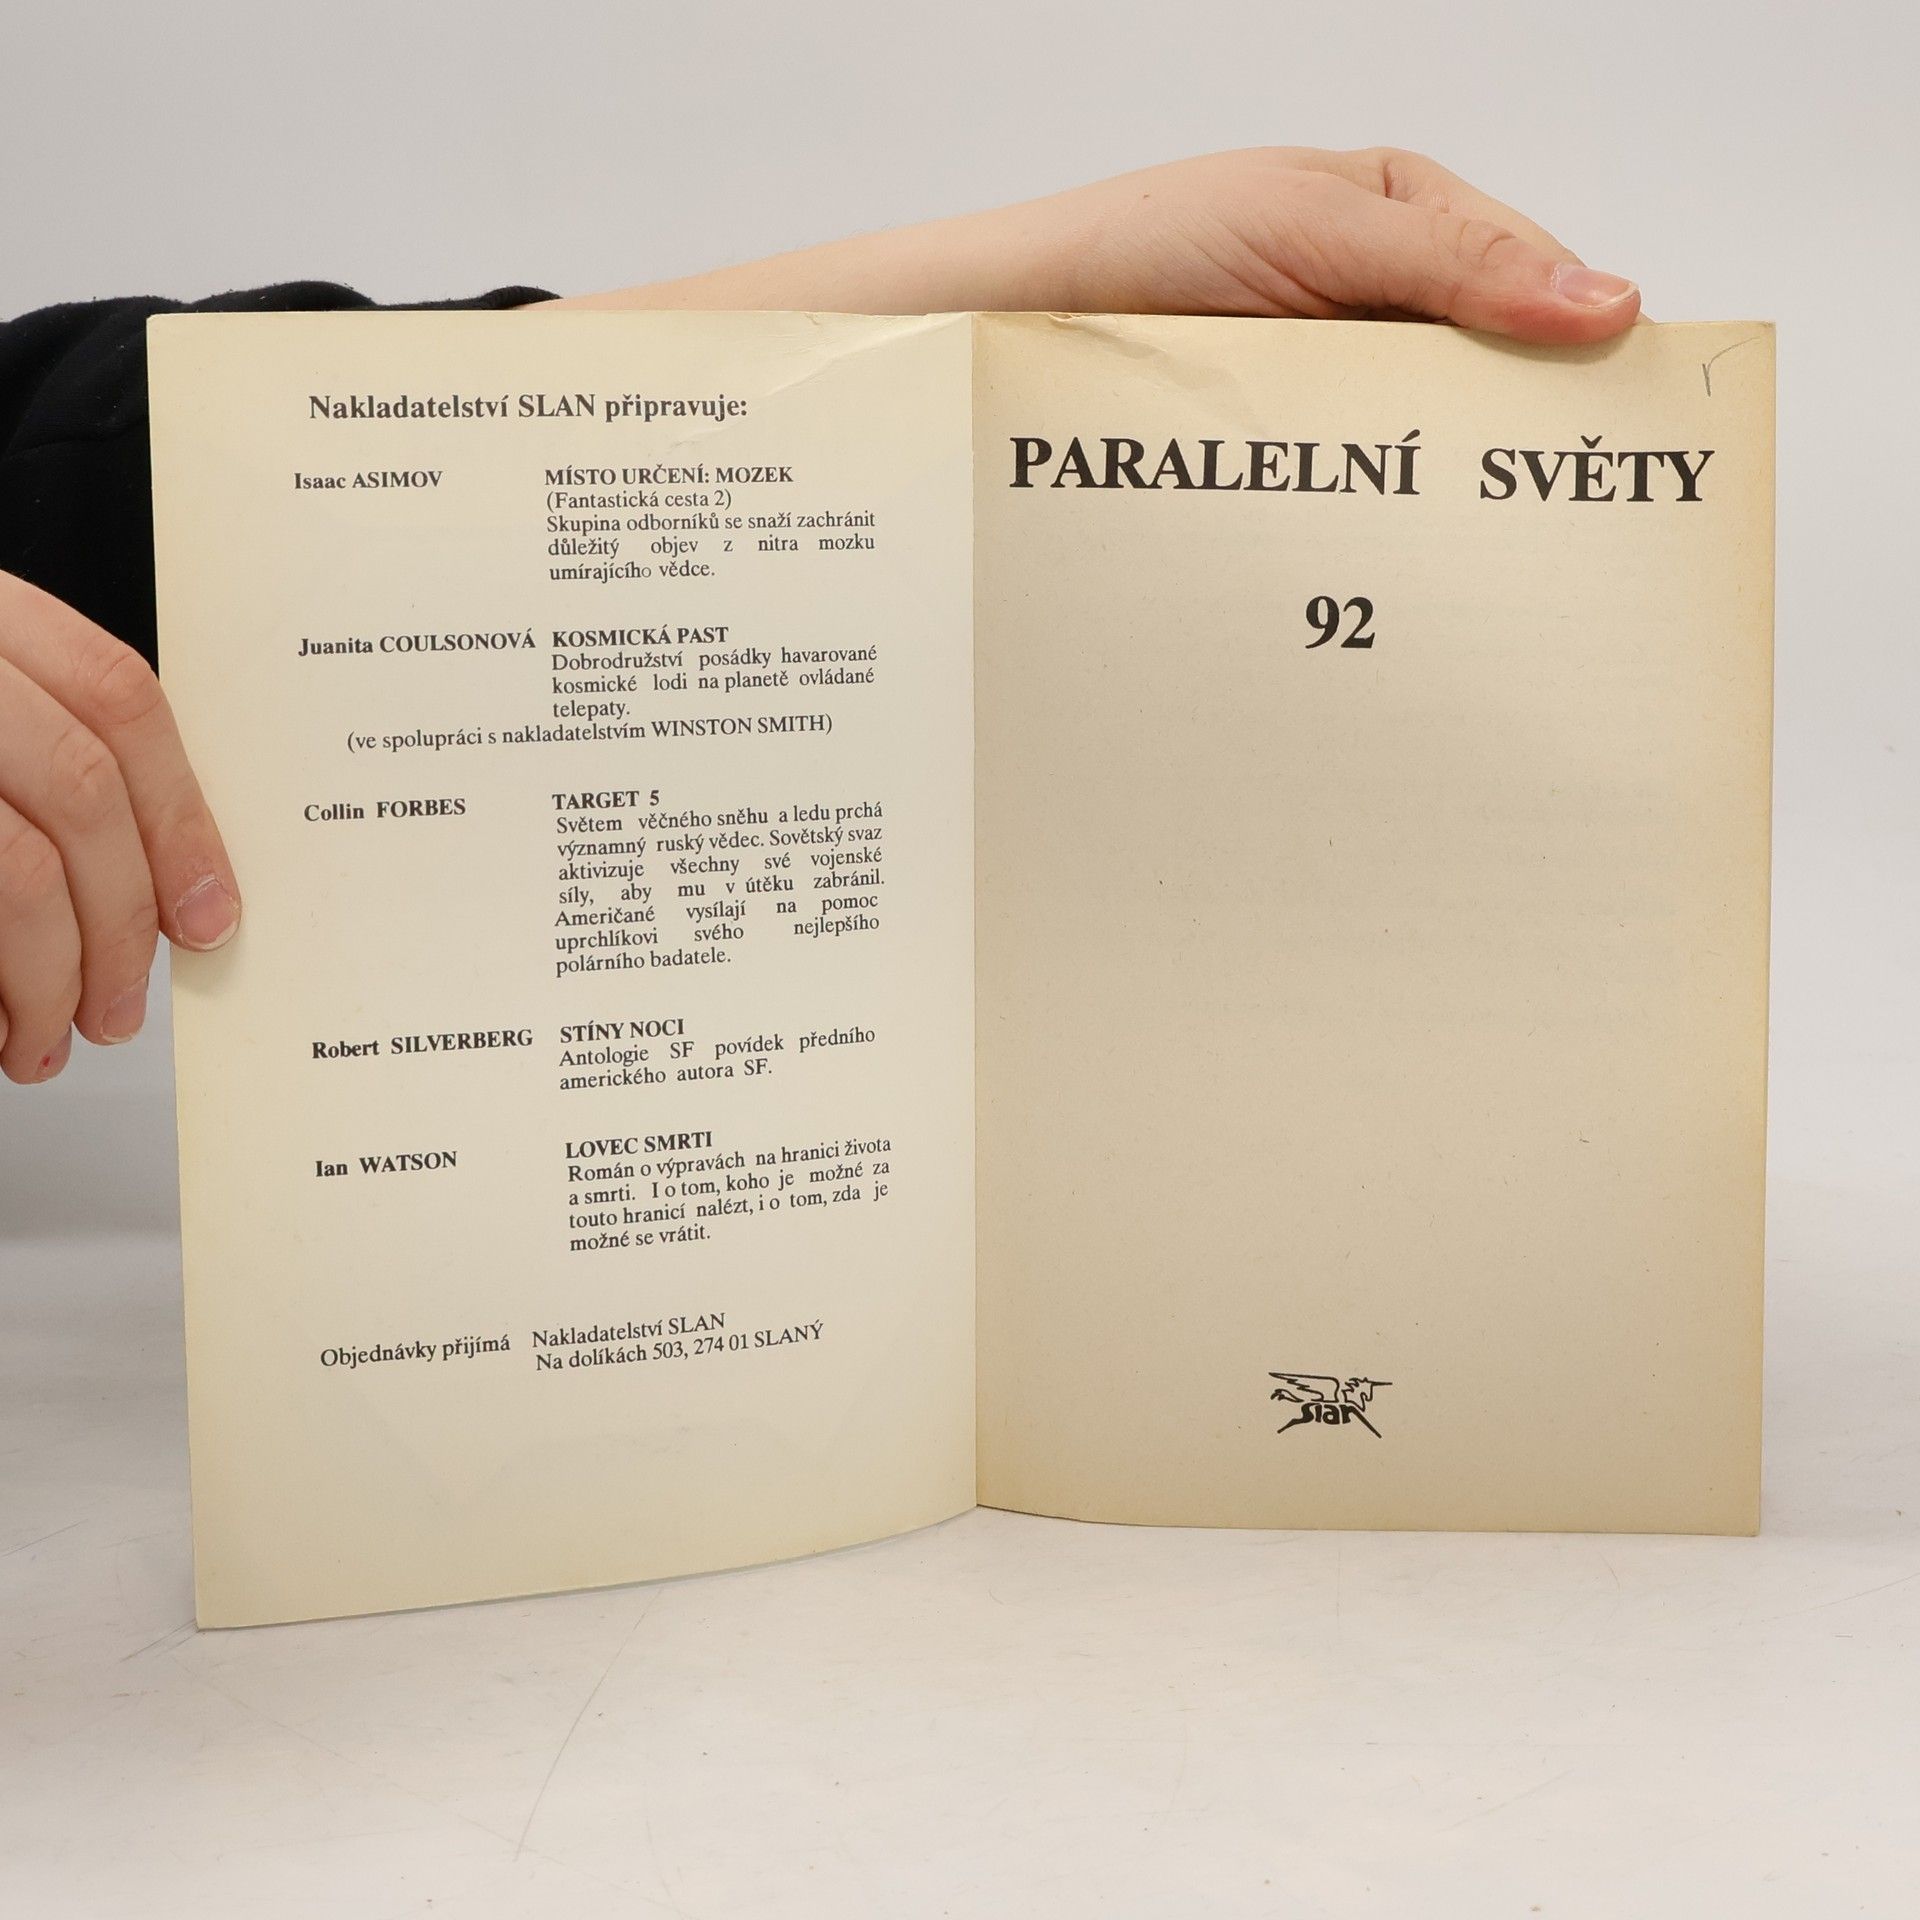 Nakladatelství SLAN připravuje:
Isaac ASIMOV MÍSTO URČENÍ: MOZEK
(Fantastická cesta 2)
Skupina odborníků se snaží zachránit
důležitý objev z nitra mozku
umírajícího vědce.
Juanita COULSONOVÁ KOSMICKÁ PAST
Dobrodružství posádky havarované
kosmické lodi na planetě ovládané
telepaty.
(ve spolupráci s nakladatelstvím WINSTON SMITH)
Collin FORBES TARGET 5
Světem věčného sněhu a ledu prchá
významný ruský vědec. Sovětský svaz
aktivizuje všechny své vojenské
síly, aby mu v útěku zabránil.
Američané vysílají na pomoc
uprchlíkovi svého nejlepšího
polárního badatele.
Robert SILVERBERG STÍNY NOCI
Antologie SF povídek předního
amerického autora SF.
Ian WATSON LOVEC SMRTI
Román o výpravách na hranici života
a smrti. I o tom, koho je možné za
touto hranicí nalézt, i o tom, zda je
možné se vrátit.
Objednávky přijímá Nakladatelství SLAN
Na dolíkách 503, 274 01 SLANÝ
r
PARALELNÍ SVĚTY
92
Slan